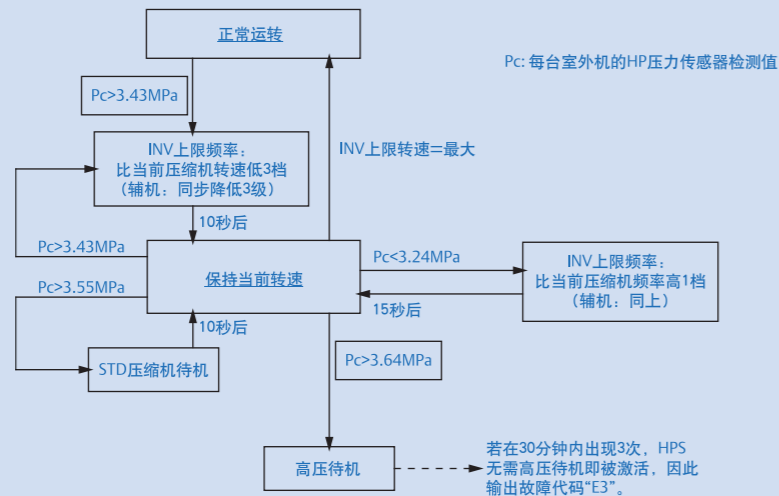 正常运转
Pc: 每台室外机的HP压力传感器检测值
Pc>3.43MPa
INV上限频率：
比当前压缩机转速低3档
（辅机：同步降低3级）
INV上限转速=最大
10秒后
Pc>3.43MPa
保持当前转速
Pc<3.24MPa
INV上限频率：
比当前压缩机频率高1档
（辅机：同上）
Pc>3.55MPa
15秒后
10秒后
STD压缩机待机
Pc>3.64MPa
高压待机
若在30分钟内出现3次，HPS
无需高压待机即被激活，因此
输出故障代码“E3”。